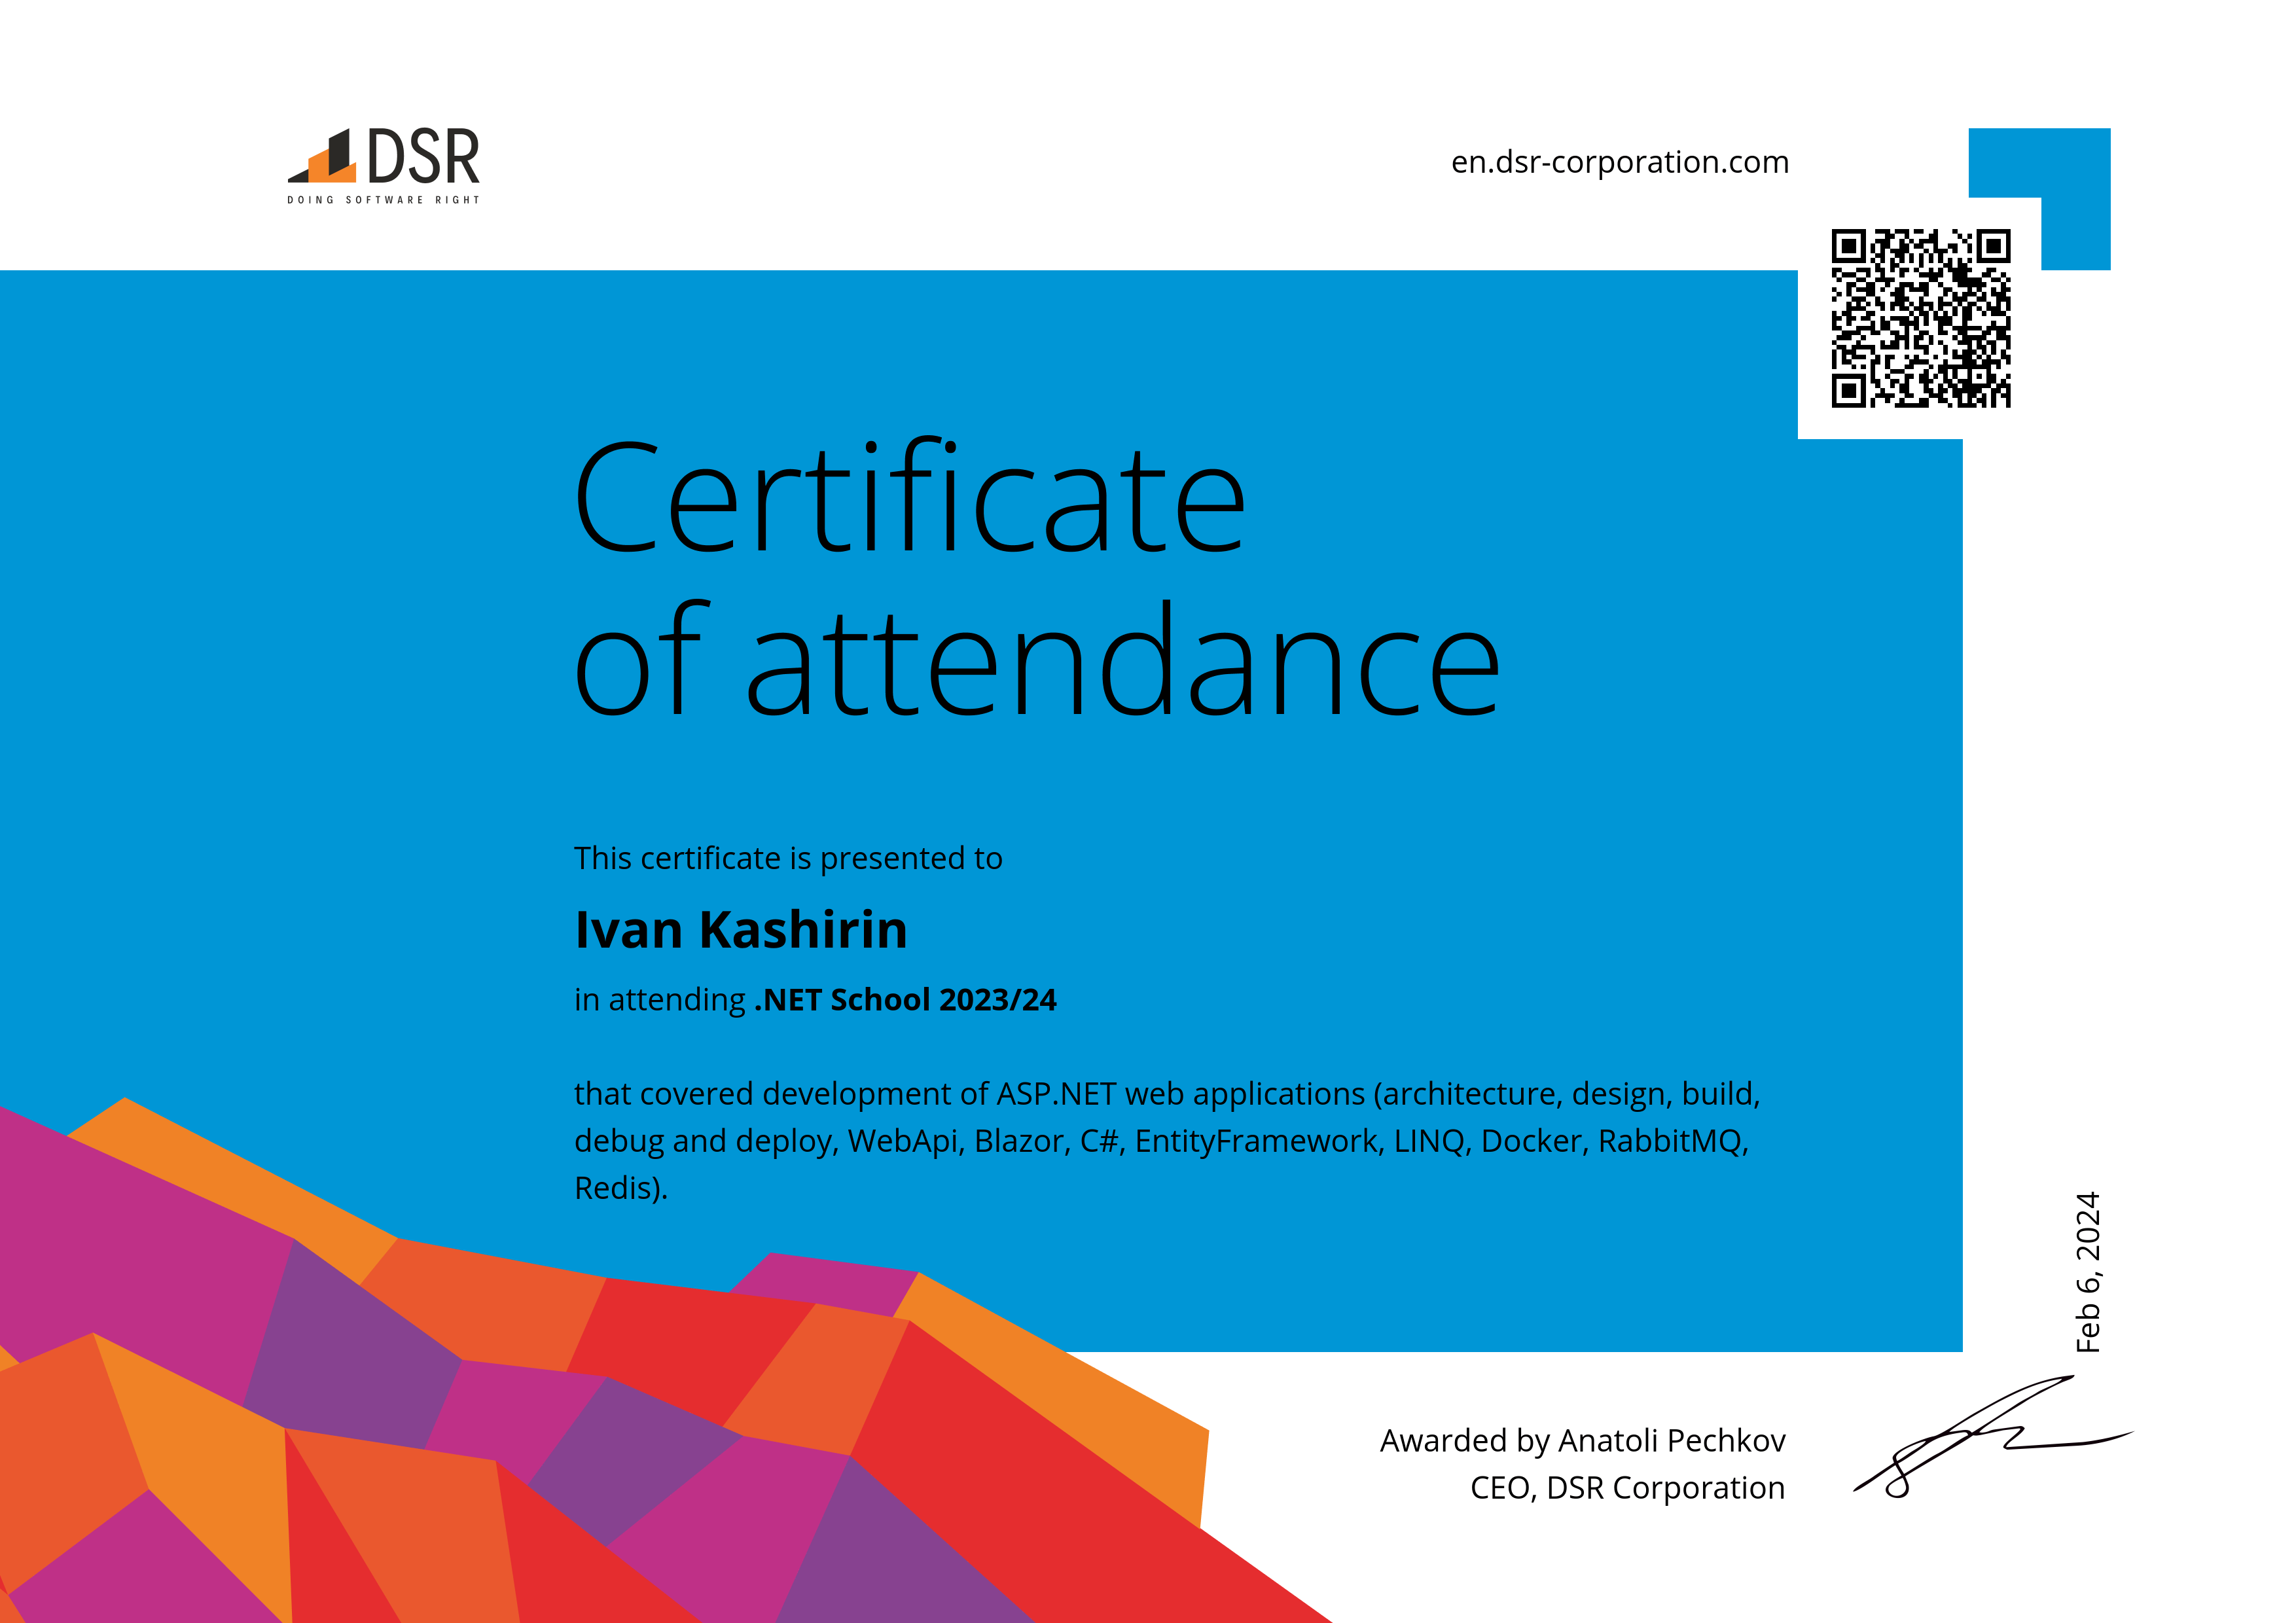 DSR
DOING SOFTWARE RIGHT
en.dsr-corporation.com
Certificate
of attendance
This certificate is presented to
Ivan Kashirin
in attending .NET School 2023/24
that covered development of ASP.NET web applications (architecture, design, build,
debug and deploy, WebApi, Blazor, C#, EntityFramework, LINQ, Docker, RabbitMQ,
Redis).
Feb 6, 2024
Awarded by Anatoli Pechkov
CEO, DSR Corporation